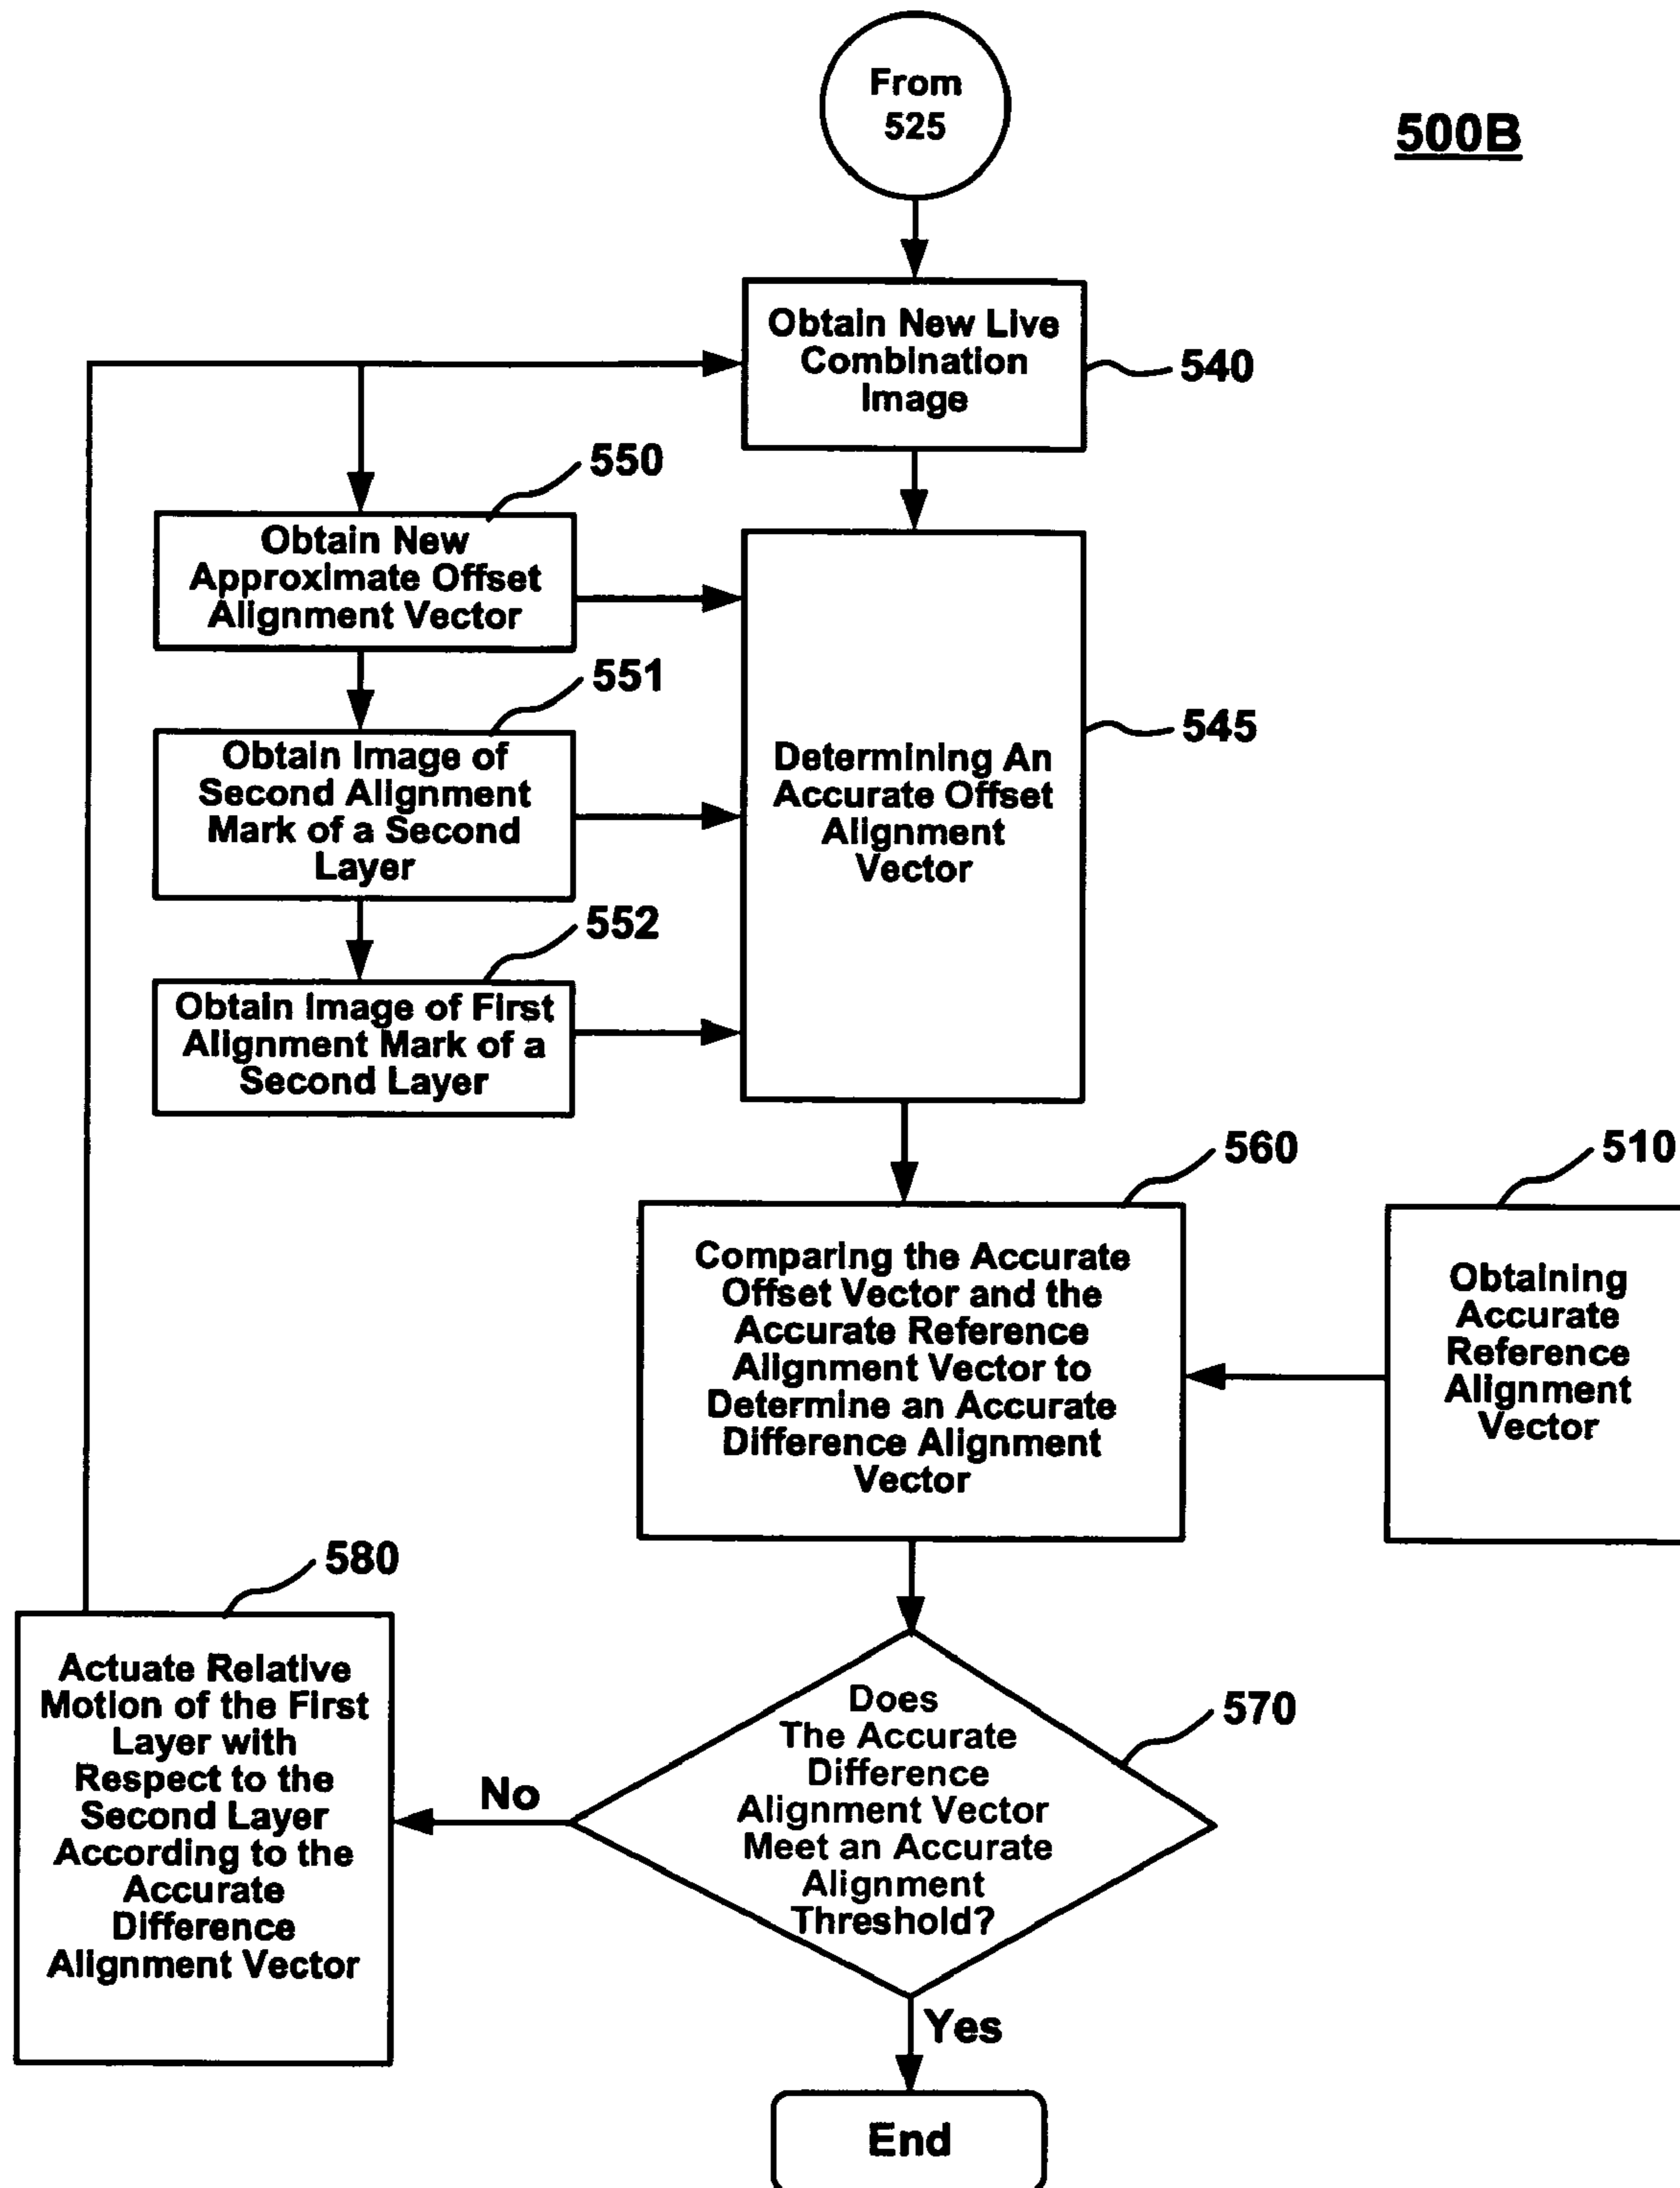 From
525
500B
Obtain New Live
Combination
Image
540
550
Obtain New
Approximate Offset
Alignment Vector
551
Obtain Image of
Second Alignment
Mark of a Second
Layer
545
Determining An
Accurate Offset
Alignment
Vector
552
Obtain Image of First
Alignment Mark of a
Second Layer
560
Comparing the Accurate
Offset Vector and the
Accurate Reference
Alignment Vector to
Determine an Accurate
Difference Alignment
Vector
510
Obtaining
Accurate
Reference
Alignment
Vector
580
Actuate Relative
Motion of the First
Layer with
Respect to the
Second Layer
According to the
Accurate
Difference
Alignment Vector
No
Does
The Accurate
Difference
Alignment Vector
Meet an Accurate
Alignment
Threshold?
570
Yes
End